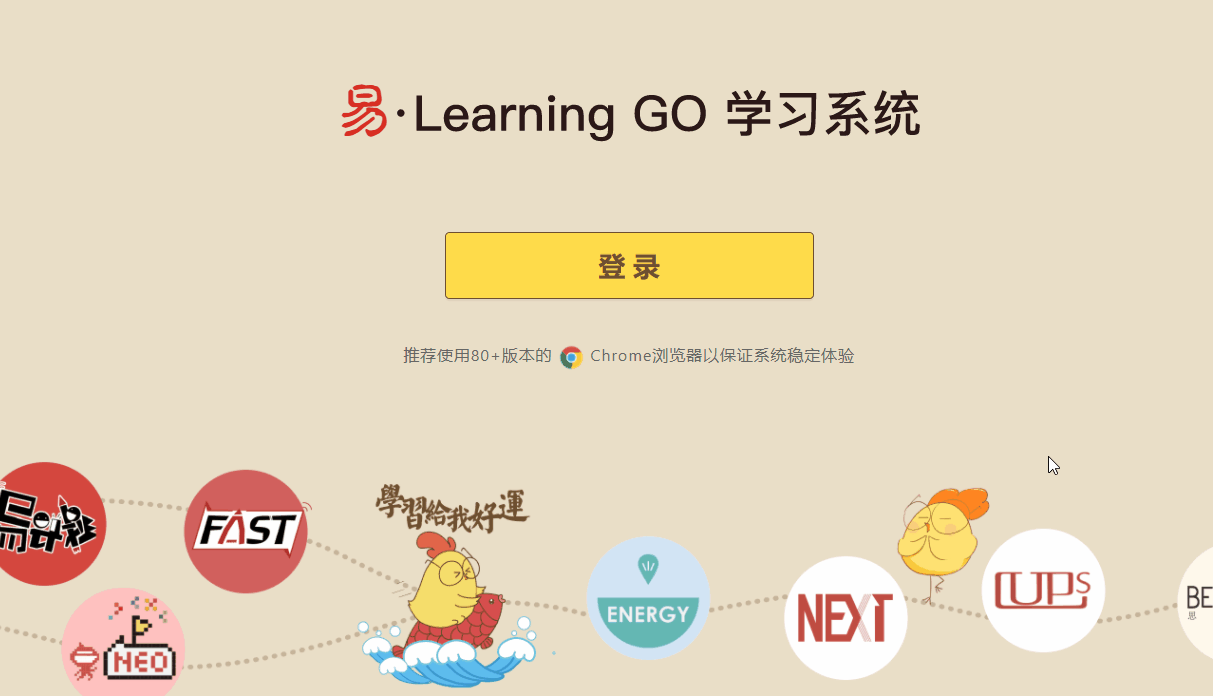 易·Learning GO 学习系统
登 录
推荐使用80+版本的 Chrome浏览器以保证系统稳定体验
學習給我好運
FAST
NEO
ENERGY
NEXT
UPs
BE
思